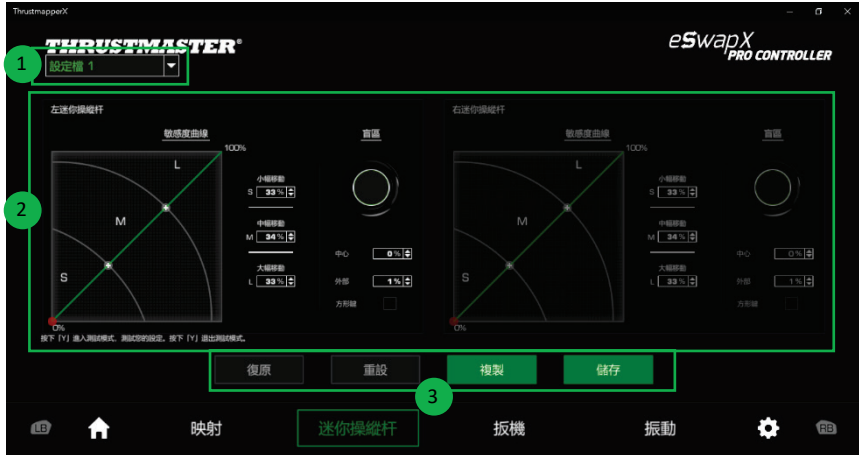 ThrustmapperX
THRUSTMASTER®
eSwapX
PRO CONTROLLER
1
設定檔 1
2
左迷你操縱杆
敏感度曲線
盲區
100%
L
M
S
0%
小幅移動
S 33%
中幅移動
M 34%
大幅移動
L 33%
中心 0%
外部 1%
方形鍵
按下「Y」進入測試模式，測試您的設定。按下「Y」退出測試模式。
右迷你操縱杆
敏感度曲線
盲區
100%
L
M
S
0%
小幅移動
S 33%
中幅移動
M 34%
大幅移動
L 33%
中心 0%
外部 1%
方形鍵
復原
重設
複製
儲存
3
LB
映射
迷你操縱杆
扳機
振動
RB